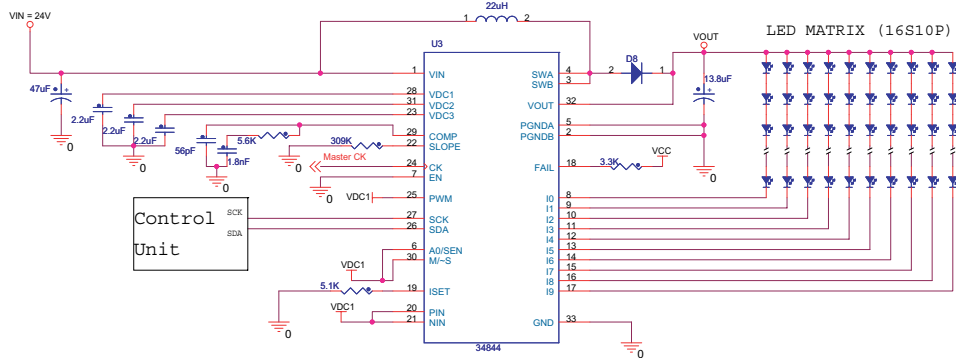 22uH
1 2
VIN = 24V
LED MATRIX (16S10P)
VOUT
U3
D8
2 1
47uF
13.8uF
1 VIN
SWA 4
SWB 3
28 VDC1
31 VDC2
23 VDC3
VOUT 32
2.2uF
2.2uF
2.2uF
PGNDA 5
PGNDB 2
29 COMP
22 SLOPE
5.6K
309K
56pF
1.8nF
0
0
0
0
0
Master CK
24 CK
7 EN
0
VCC
FAIL 18
3.3K
VDC1
25 PWM
I0 8
I1 9
I2 10
I3 11
I4 12
I5 13
I6 14
I7 15
I8 16
I9 17
Control
Unit
SCK
SDA
27 SCK
26 SDA
6 A0/SEN
30 M/~S
VDC1
5.1K
19 ISET
VDC1
20 PIN
21 NIN
0
GND 33
0
34844